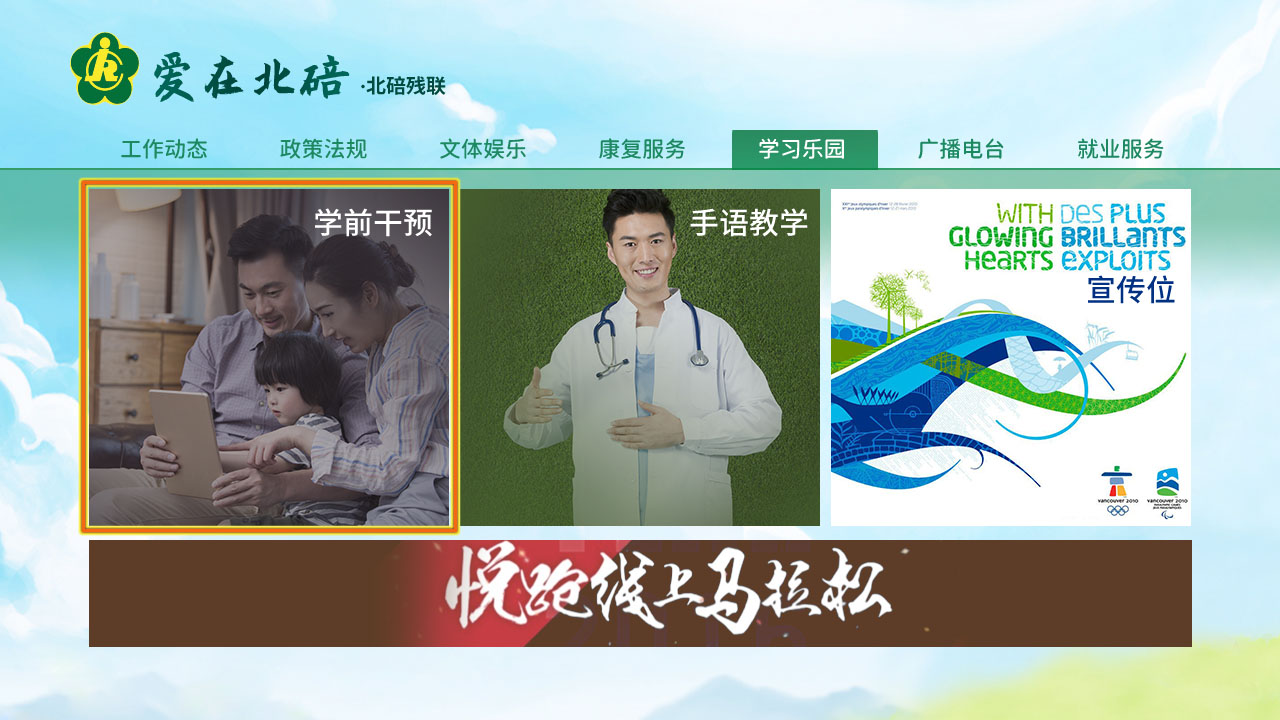 爱在北碚 ·北碚残联
工作动态 政策法规 文体娱乐 康复服务 学习乐园 广播电台 就业服务
学前干预
手语教学
WITH DES PLUS
GLOWING BRILLANTS
HEARTS EXPLOITS
宣传位
vancouver 2010
vancouver 2010
悦跑线上马拉松